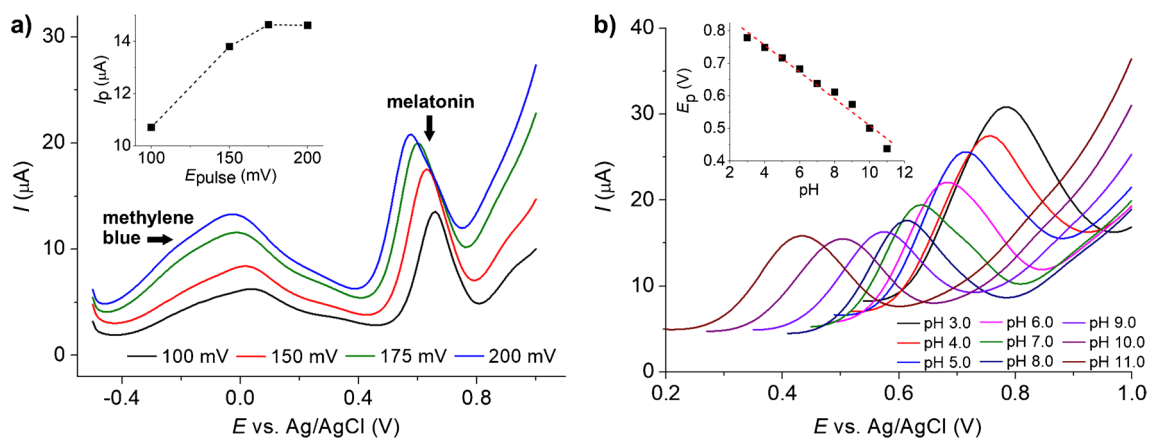 a)
30
20
10
0
I (μA)
14
12
10
Ip (μA)
100 150 200
Epulse (mV)
melatonin
methylene
blue
100 mV 150 mV 175 mV 200 mV
-0.4 0.0 0.4 0.8
E vs. Ag/AgCl (V)
b)
40
30
20
10
0
I (μA)
0.8
0.7
0.6
0.5
0.4
Ep (V)
2 4 6 8 10 12
pH
pH 3.0 pH 6.0 pH 9.0
pH 4.0 pH 7.0 pH 10.0
pH 5.0 pH 8.0 pH 11.0
0.2 0.4 0.6 0.8 1.0
E vs. Ag/AgCl (V)